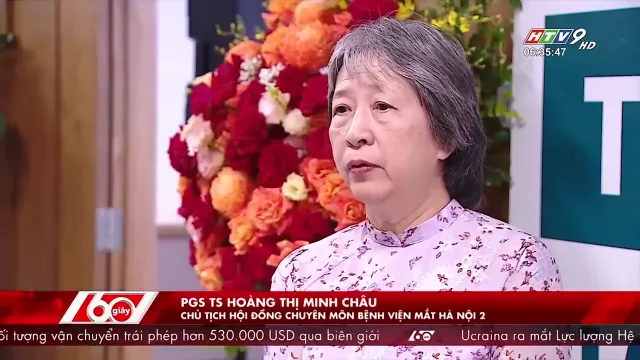 HTV9 HD
06:35:47
T
PGS TS HOÀNG THỊ MINH CHÂU
60 giây
CHỦ TỊCH HỘI ĐỒNG CHUYÊN MÔN BỆNH VIỆN MẮT HÀ NỘI 2
ối tượng vận chuyển trái phép hơn 530.000 USD qua biên giới 60 giây Ucraina ra mắt Lực lượng Hệ